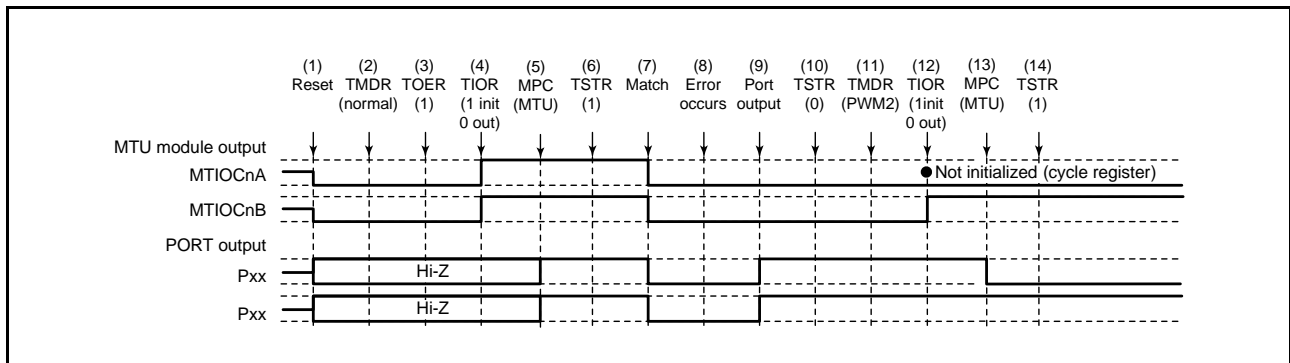 (1) (2) (3) (4) (5) (6) (7) (8) (9) (10) (11) (12) (13) (14)
Reset TMDR TOER TIOR MPC TSTR Match Error Port TSTR TMDR TIOR MPC TSTR
(normal) (1) (1 init (MTU) (1) occurs output (0) (PWM2) (1init (MTU) (1)
0 out) 0 out)
MTU module output
MTIOCnA
Not initialized (cycle register)
MTIOCnB
PORT output
Pxx
Hi-Z
Pxx
Hi-Z